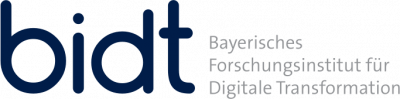 bidt
Bayerisches
Forschungsinstitut für
Digitale Transformation